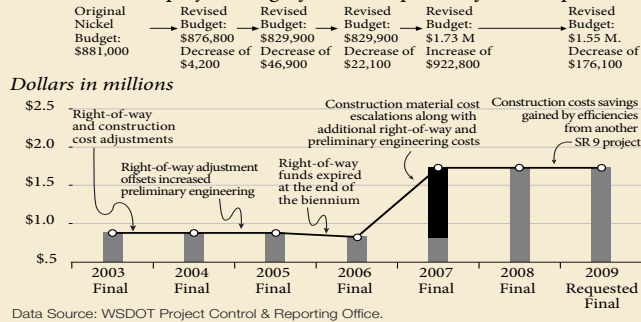 Original
Nickel
Budget:
$881,000
Revised
Budget:
$876,800
Decrease of
$4,200
Revised
Budget:
$829,900
Decrease of
$46,900
Revised
Budget:
$829,900
Decrease of
$22,100
Revised
Budget:
$1.73 M
Increase of
$922,800
Revised
Budget:
$1.55 M.
Decrease of
$176,100
Dollars in millions
$2.5
$2.0
$1.5
$1.0
$.5
Right-of-way
and construction
cost adjustments
Right-of-way adjustment
offsets increased
preliminary engineering
Right-of-way
funds expired
at the end of
the biennium
Construction material cost
escalations along with
additional right-of-way and
preliminary engineering costs
Construction costs savings
gained by efficiencies
from another
SR 9 project
2003
Final
2004
Final
2005
Final
2006
Final
2007
Final
2008
Final
2009
Requested
Final
Data Source: WSDOT Project Control & Reporting Office.